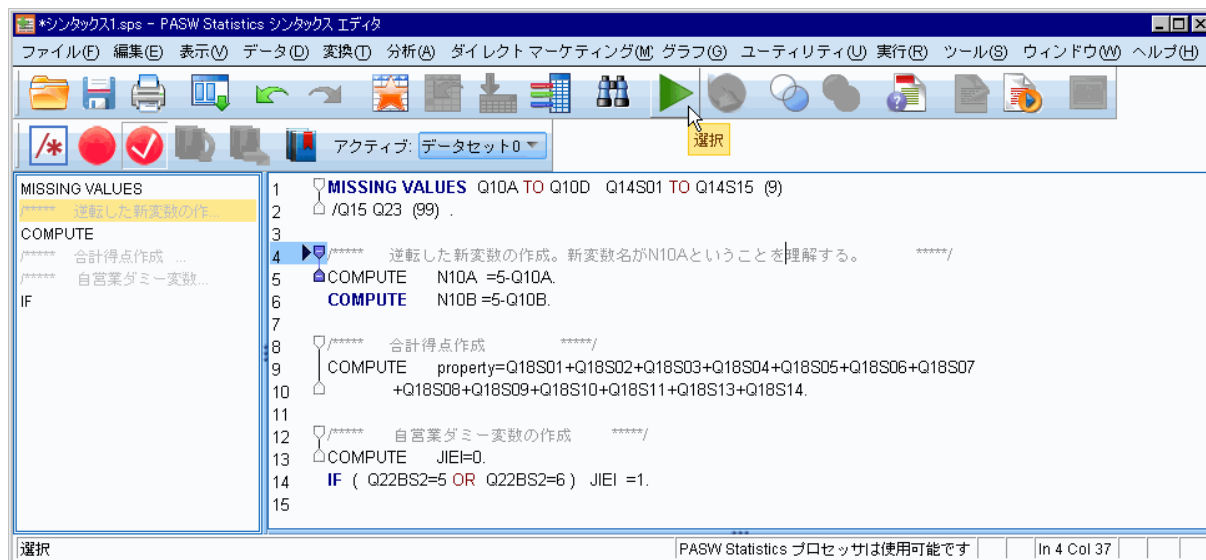 *シンタックス1.sps - PASW Statistics シンタックス エディタ
ファイル(F) 編集(E) 表示(V) データ(D) 変換(T) 分析(A) ダイレクト マーケティング(M) グラフ(G) ユーティリティ(U) 実行(R) ツール(S) ウィンドウ(W) ヘルプ(H)
選択
アクティブ: データセット0
MISSING VALUES
/***** 逆転した新変数の作...
COMPUTE
/***** 合計得点作成 ...
/***** 自営業ダミー変数...
IF
1 MISSING VALUES Q10A TO Q10D Q14S01 TO Q14S15 (9)
2 /Q15 Q23 (99) .
3
4 /***** 逆転した新変数の作成。新変数名がN10Aということを理解する。 *****/
5 COMPUTE N10A =5-Q10A.
6 COMPUTE N10B =5-Q10B.
7
8 /***** 合計得点作成 *****/
9 COMPUTE property=Q18S01+Q18S02+Q18S03+Q18S04+Q18S05+Q18S06+Q18S07
10 +Q18S08+Q18S09+Q18S10+Q18S11+Q18S13+Q18S14.
11
12 /***** 自営業ダミー変数の作成 *****/
13 COMPUTE JIEI=0.
14 IF ( Q22BS2=5 OR Q22BS2=6 ) JIEI =1.
15
選択 PASW Statistics プロセッサは使用可能です In 4 Col 37